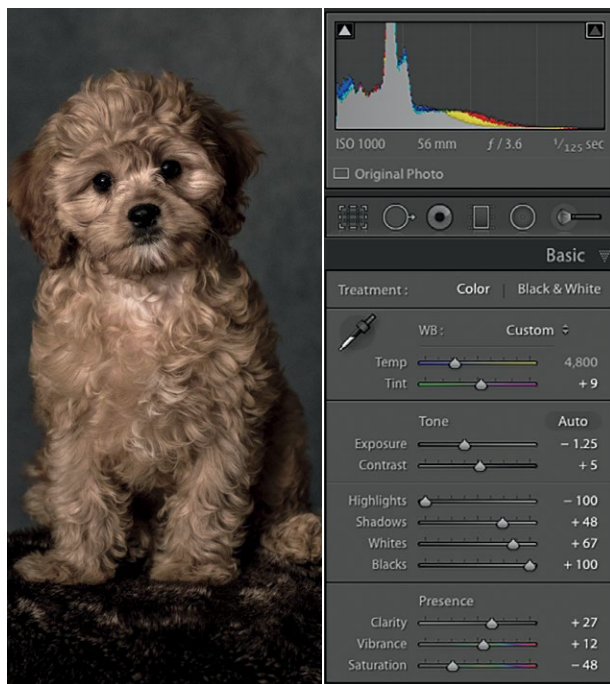 ISO 1000 56 mm ƒ / 3.6 1/125 sec
Original Photo
Basic
Treatment : Color | Black & White
WB : Custom
Temp 4,800
Tint + 9
Tone Auto
Exposure − 1.25
Contrast + 5
Highlights − 100
Shadows + 48
Whites + 67
Blacks + 100
Presence
Clarity + 27
Vibrance + 12
Saturation − 48